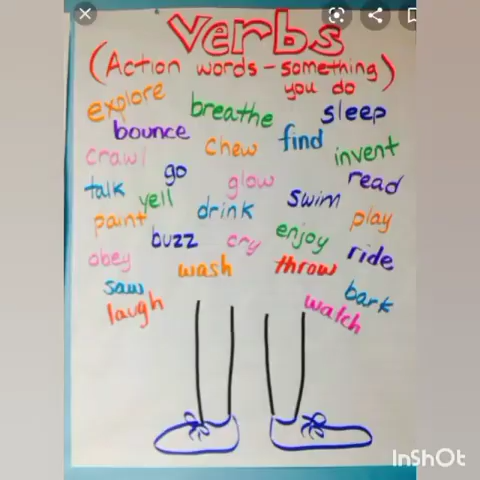 Verbs
(Action words - something
you do)
explore breathe sleep
bounce chew find invent
crawl go glow read
talk yell drink swim play
paint buzz cry enjoy ride
obey wash throw
saw bark
laugh watch
InShOt